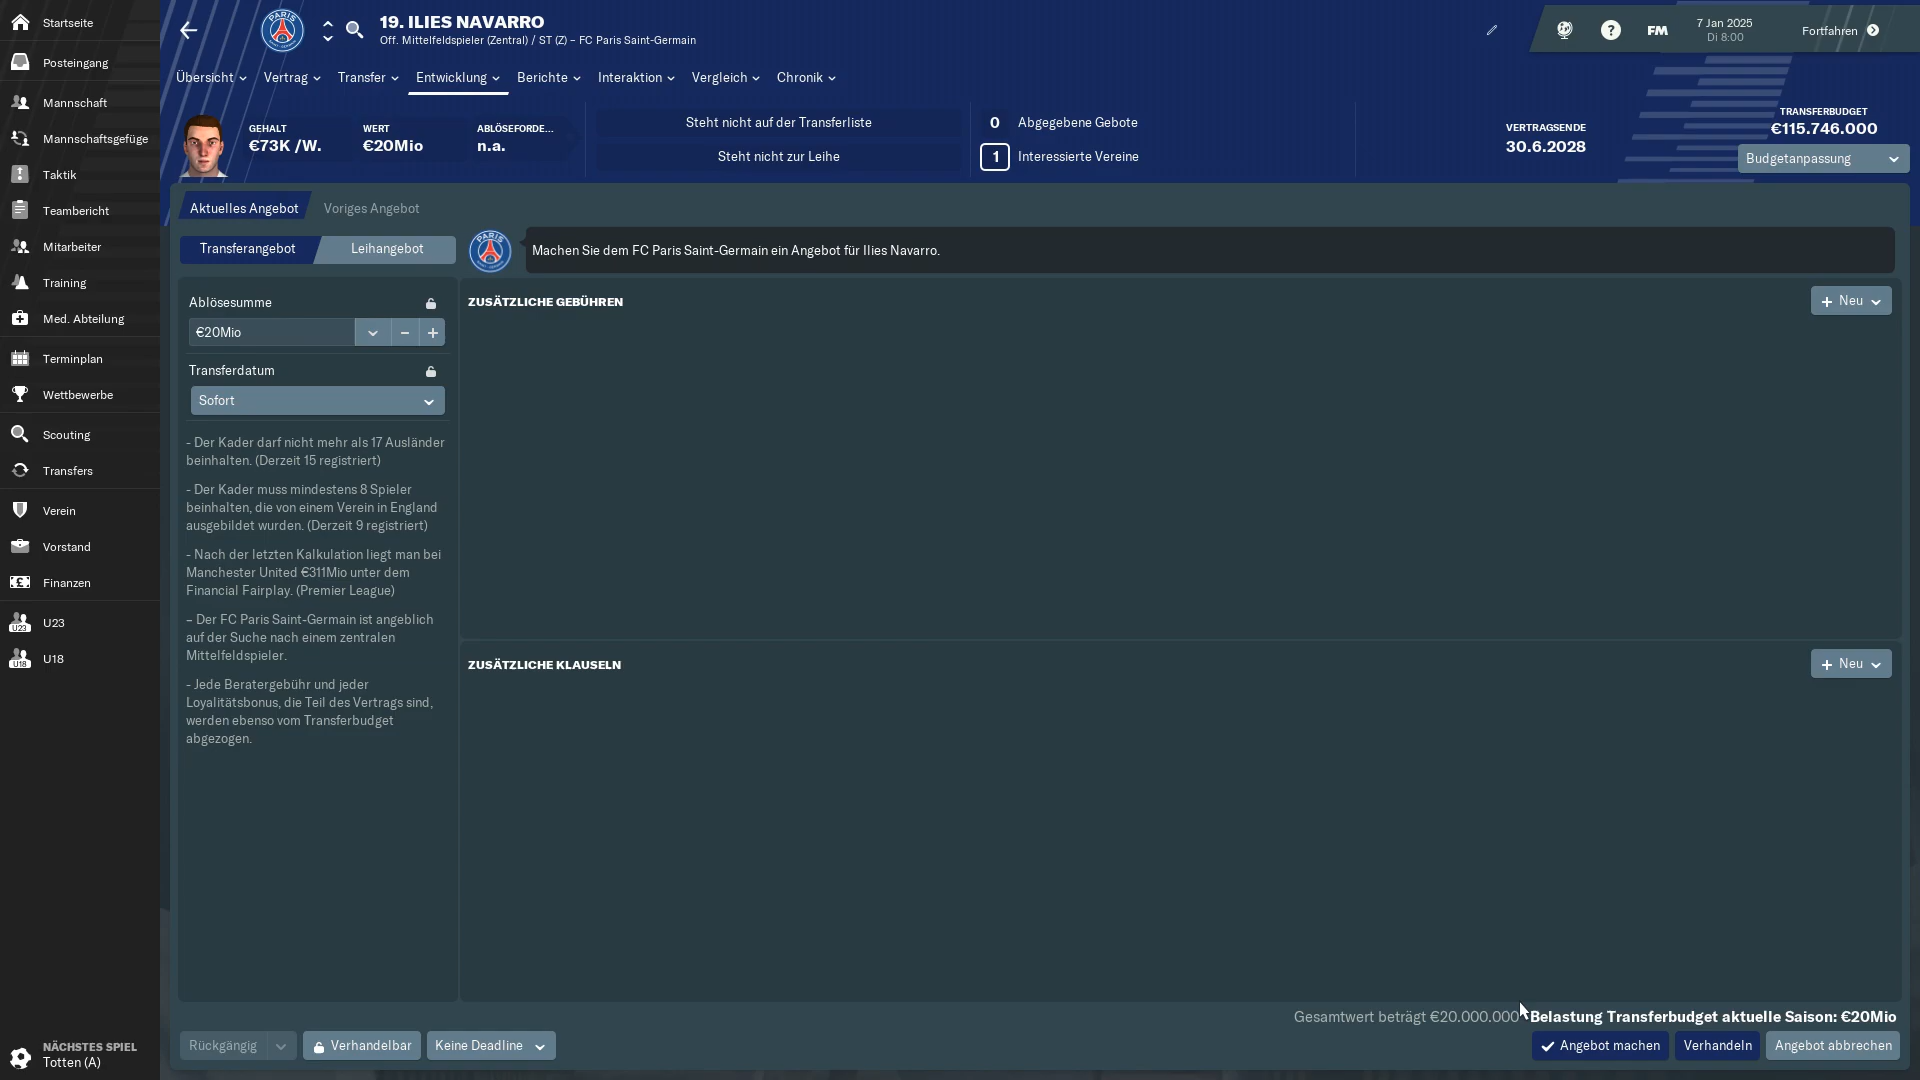 Startseite
Posteingang
Mannschaft
Mannschaftsgefüge
Taktik
Teambericht
Mitarbeiter
Training
Med. Abteilung
Terminplan
Wettbewerbe
Scouting
Transfers
Verein
Vorstand
Finanzen
U23
U23
U18
U18
NÄCHSTES SPIEL
Totten (A)
PARIS
19. ILIES NAVARRO
Off. Mittelfeldspieler (Zentral) / ST (Z) – FC Paris Saint-Germain
?
FM
7 Jan 2025
Di 8:00
Fortfahren
Übersicht
Vertrag
Transfer
Entwicklung
Berichte
Interaktion
Vergleich
Chronik
GEHALT
€73K /W.
WERT
€20Mio
ABLÖSEFORDE...
n.a.
Steht nicht auf der Transferliste
Steht nicht zur Leihe
0 Abgegebene Gebote
1 Interessierte Vereine
VERTRAGSENDE
30.6.2028
TRANSFERBUDGET
€115.746.000
Budgetanpassung
Aktuelles Angebot
Voriges Angebot
Transferangebot
Leihangebot
PARIS
Machen Sie dem FC Paris Saint-Germain ein Angebot für Ilies Navarro.
Ablösesumme
€20Mio
Transferdatum
Sofort
- Der Kader darf nicht mehr als 17 Ausländer
beinhalten. (Derzeit 15 registriert)
- Der Kader muss mindestens 8 Spieler
beinhalten, die von einem Verein in England
ausgebildet wurden. (Derzeit 9 registriert)
- Nach der letzten Kalkulation liegt man bei
Manchester United €311Mio unter dem
Financial Fairplay. (Premier League)
– Der FC Paris Saint-Germain ist angeblich
auf der Suche nach einem zentralen
Mittelfeldspieler.
- Jede Beratergebühr und jeder
Loyalitätsbonus, die Teil des Vertrags sind,
werden ebenso vom Transferbudget
abgezogen.
ZUSÄTZLICHE GEBÜHREN
+ Neu
ZUSÄTZLICHE KLAUSELN
+ Neu
Gesamtwert beträgt €20.000.000
Belastung Transferbudget aktuelle Saison: €20Mio
Rückgängig
Verhandelbar
Keine Deadline
Angebot machen
Verhandeln
Angebot abbrechen